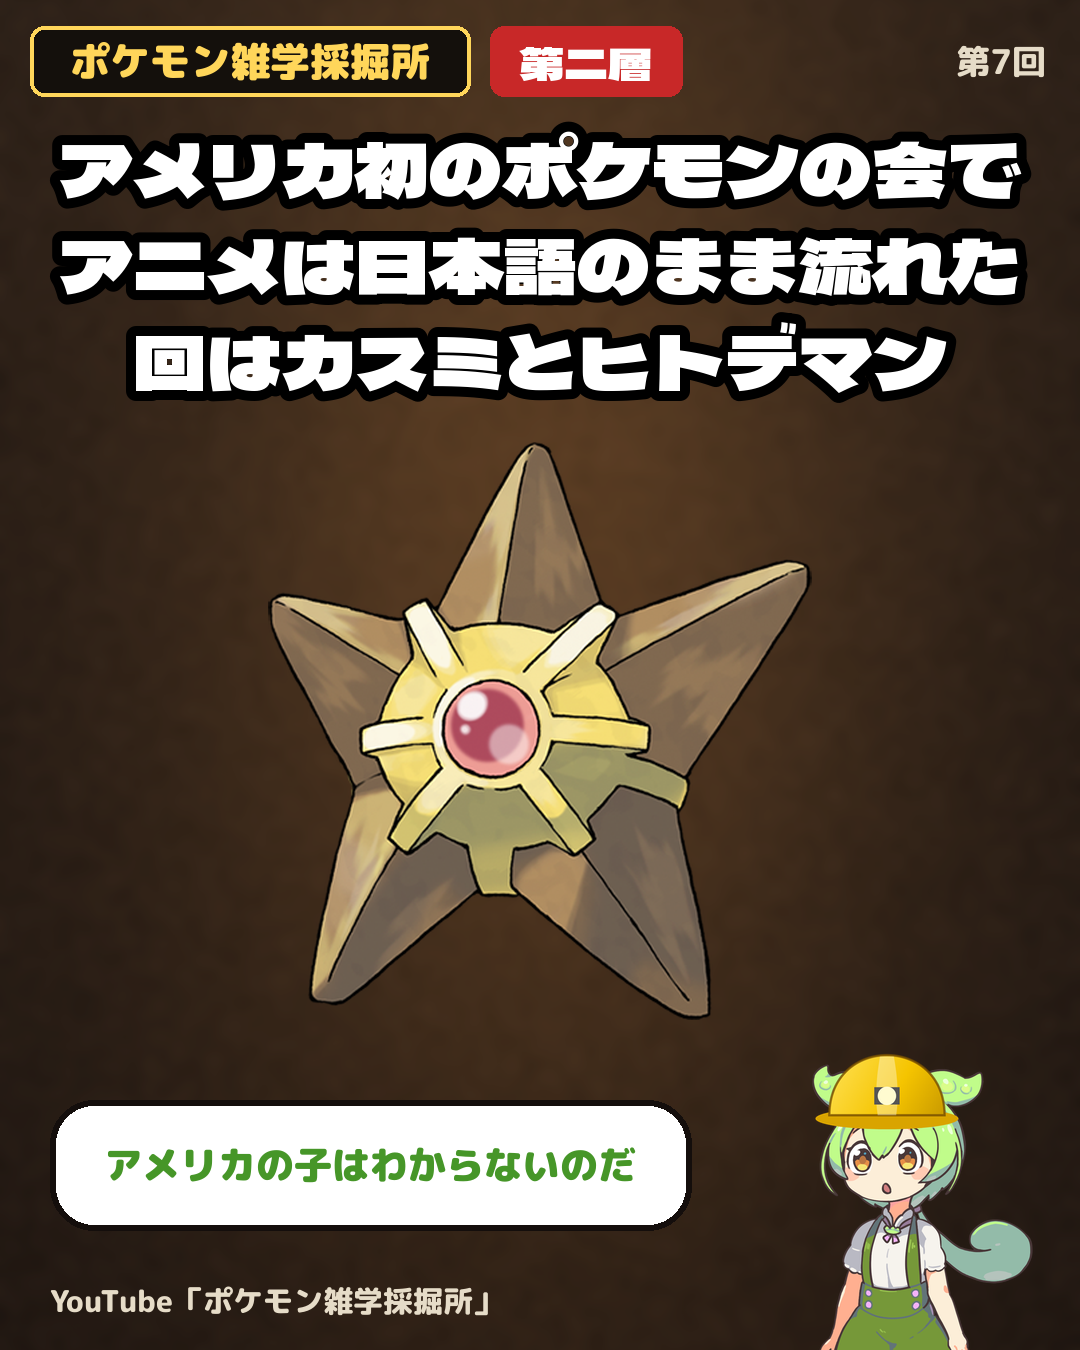 ポケモン雑学採掘所
第二層
第7回
アメリカ初のポケモンの会で
アニメは日本語のまま流れた
回はカスミとヒトデマン
アメリカの子はわからないのだ
YouTube「ポケモン雑学採掘所」